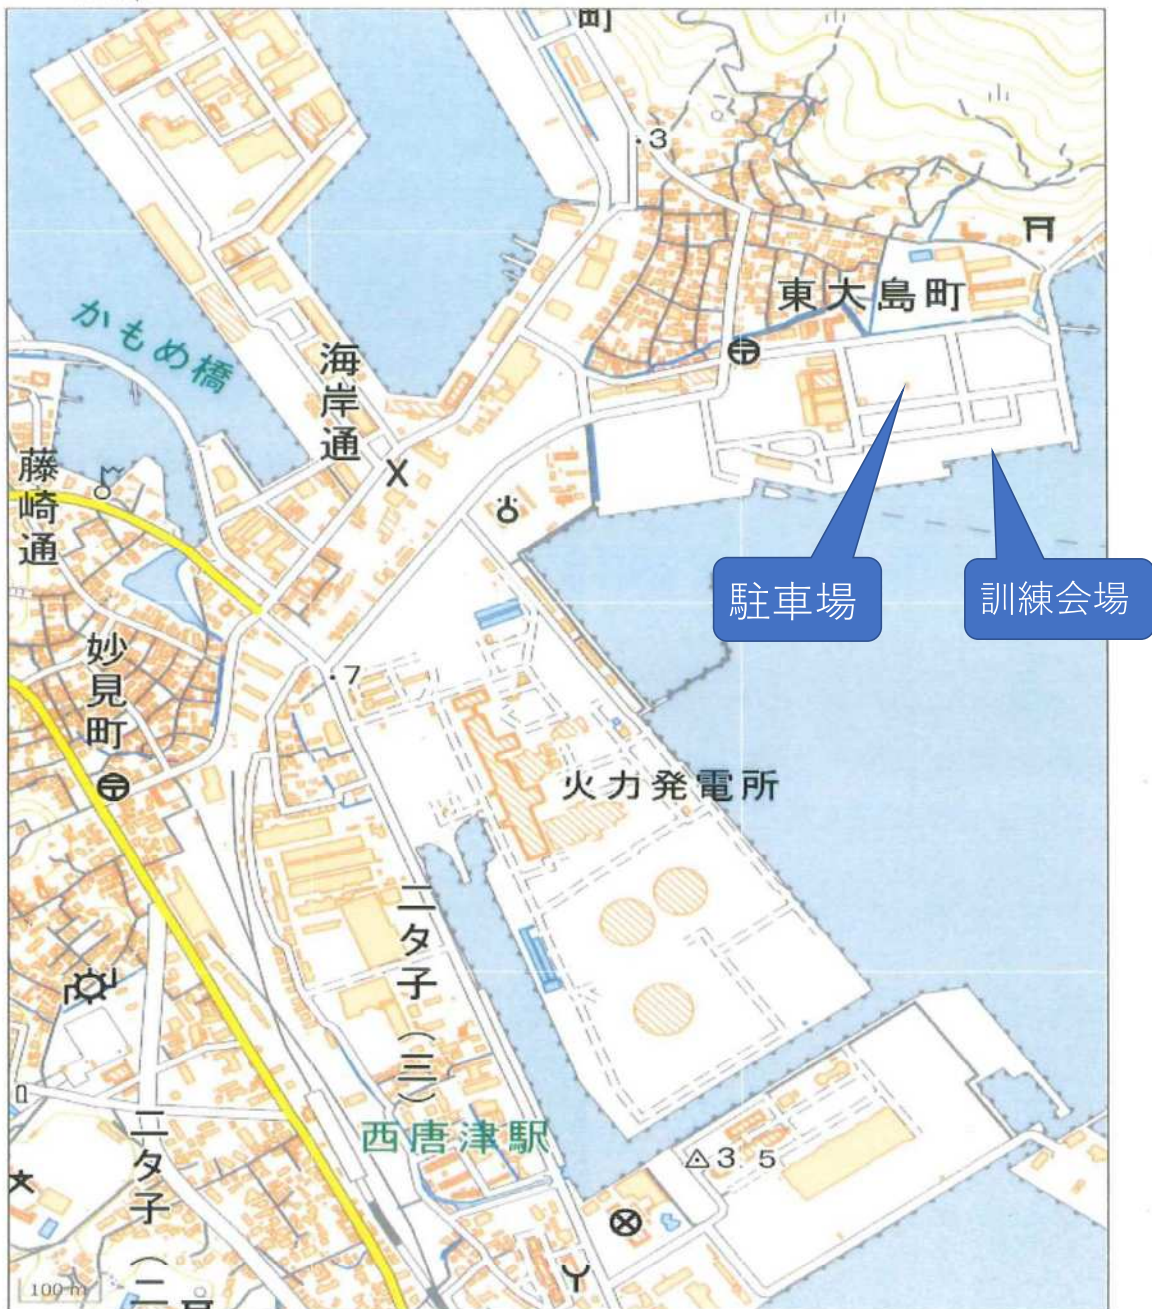 町
・3
東大島町
かもめ橋
海岸通
藤崎通
駐車場
訓練会場
妙見町
・7
火力発電所
二タ子(三)
西唐津駅
3.5
二タ子(二
100 m